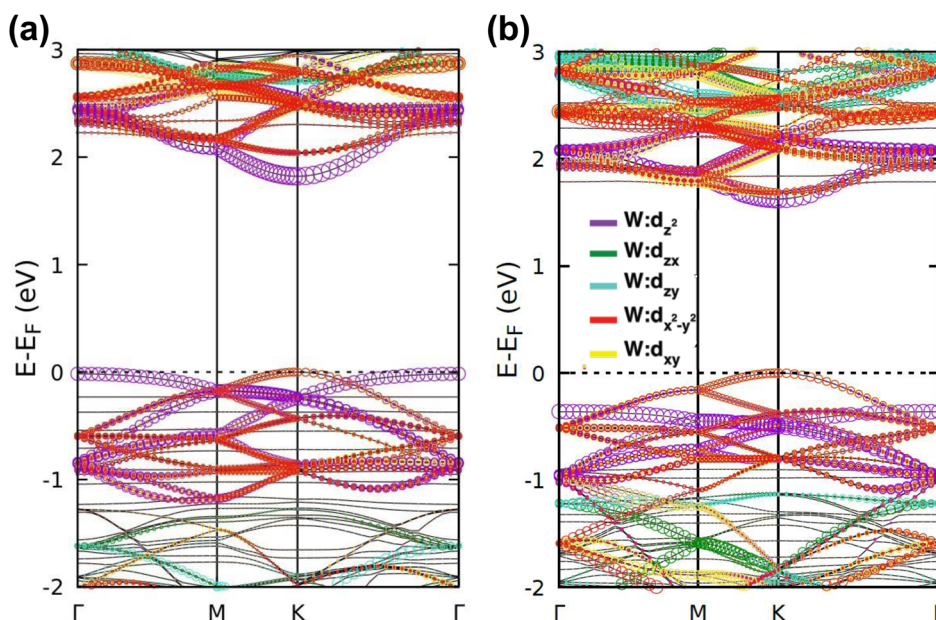 (a)
(b)
3
2
1
0
-1
-2
E-E_F (eV)
Γ M K Γ
3
2
1
0
-1
-2
E-E_F (eV)
W:d_z²
W:d_zx
W:d_zy
W:d_x²-y²
W:d_xy
Γ M K